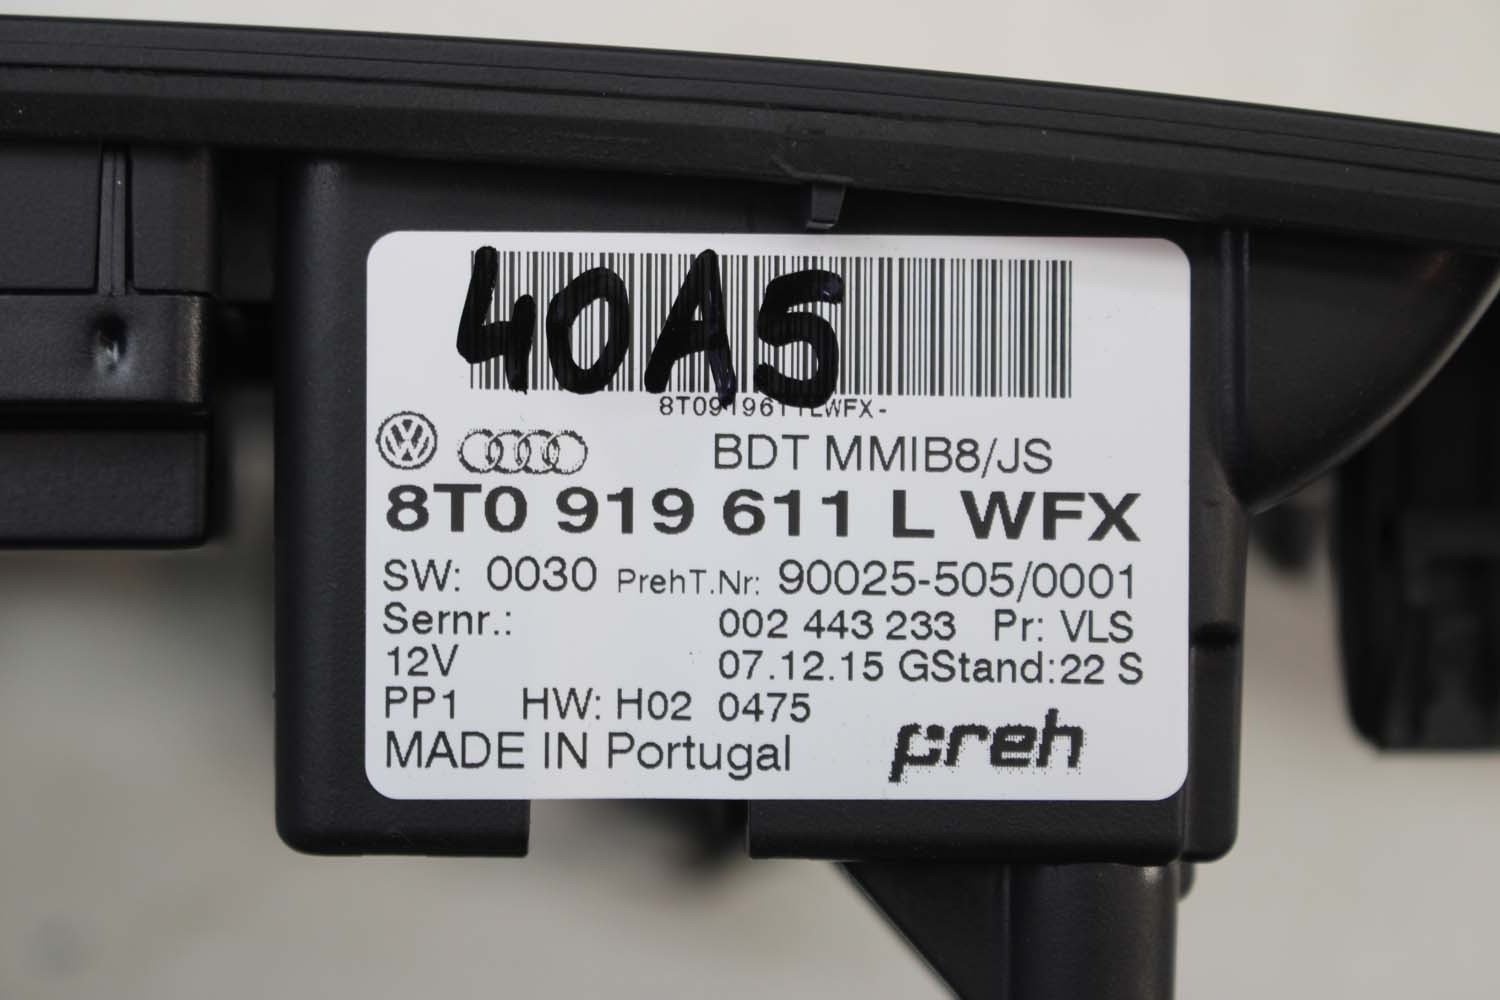 40A5
8T0919611LWFX-
BDT MMIB8/JS
8T0 919 611 L WFX
SW: 0030 PrehT.Nr: 90025-505/0001
Sernr.: 002 443 233 Pr: VLS
12V 07.12.15 GStand:22 S
PP1 HW: H02 0475
MADE IN Portugal preh